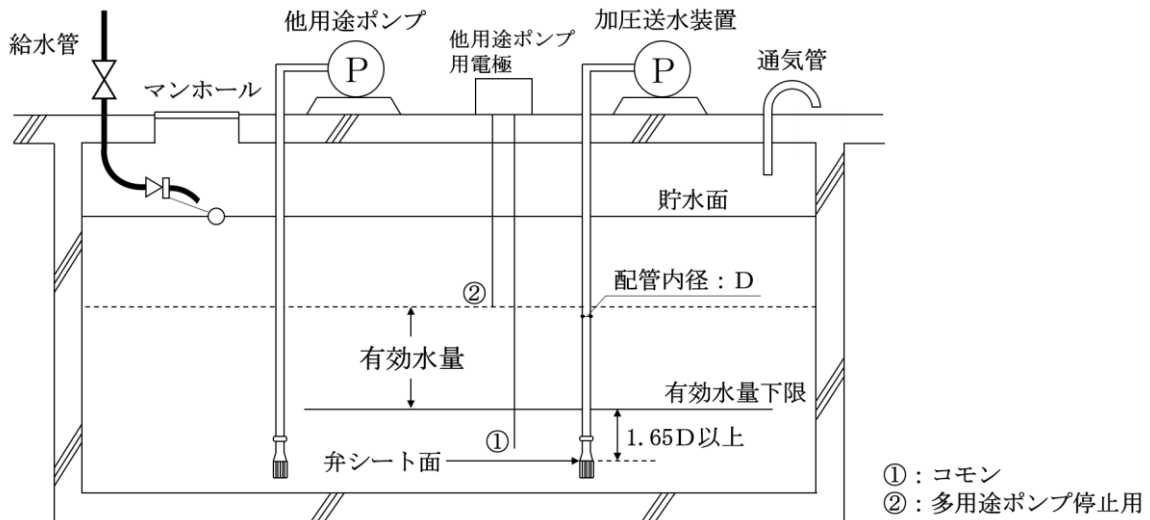 給水管
他用途ポンプ
他用途ポンプ
用電極
加圧送水装置
通気管
マンホール
P
P
貯水面
配管内径：D
②
有効水量
有効水量下限
①
1.65D以上
弁シート面
①：コモン
②：多用途ポンプ停止用